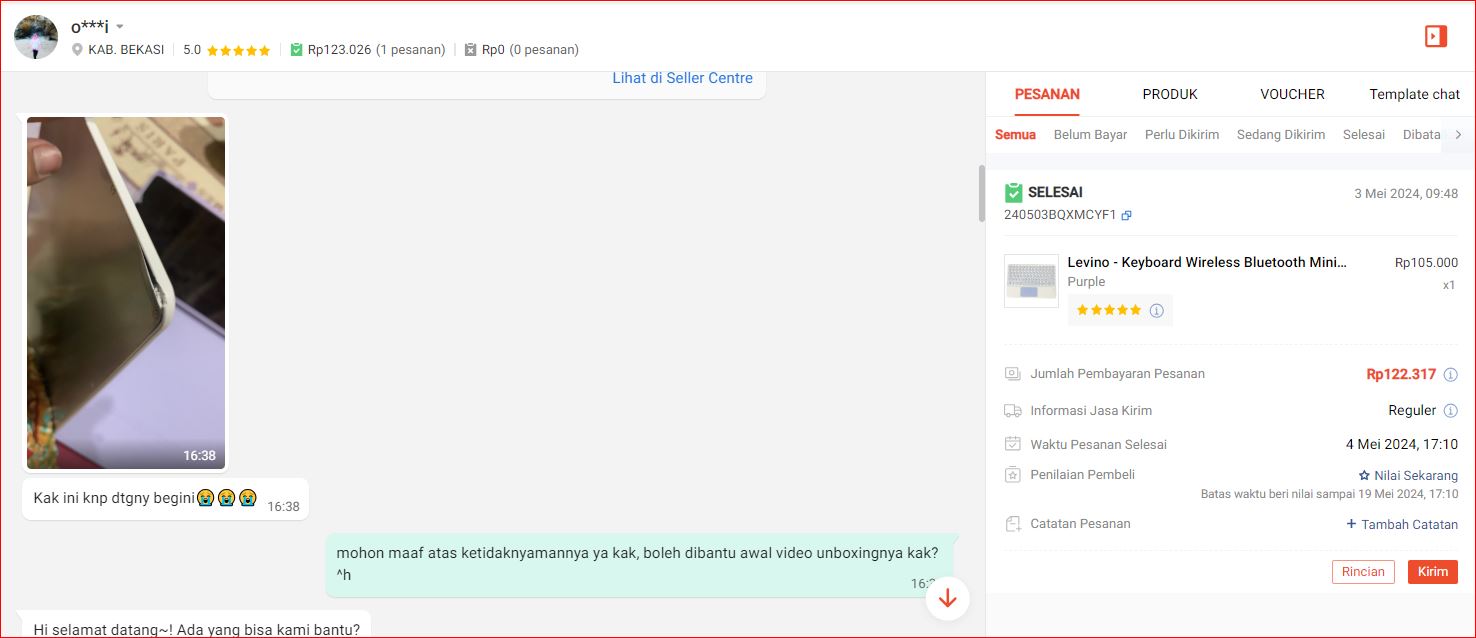 o***i
KAB. BEKASI 5.0 Rp123.026 (1 pesanan) Rp0 (0 pesanan)
Lihat di Seller Centre
PARIN
16:38
Kak ini knp dtgny begini😭😭😭 16:38
mohon maaf atas ketidaknyamannya ya kak, boleh dibantu awal video unboxingnya kak?
^h
Hi selamat datang~! Ada yang bisa kami bantu?
PESANAN PRODUK VOUCHER Template chat
Semua Belum Bayar Perlu Dikirim Sedang Dikirim Selesai Dibata
SELESAI 3 Mei 2024, 09:48
240503BQXMCYF1
Levino - Keyboard Wireless Bluetooth Mini... Rp105.000
Purple x1
Jumlah Pembayaran Pesanan Rp122.317
Informasi Jasa Kirim Reguler
Waktu Pesanan Selesai 4 Mei 2024, 17:10
Penilaian Pembeli Nilai Sekarang
Batas waktu beri nilai sampai 19 Mei 2024, 17:10
Catatan Pesanan + Tambah Catatan
Rincian Kirim